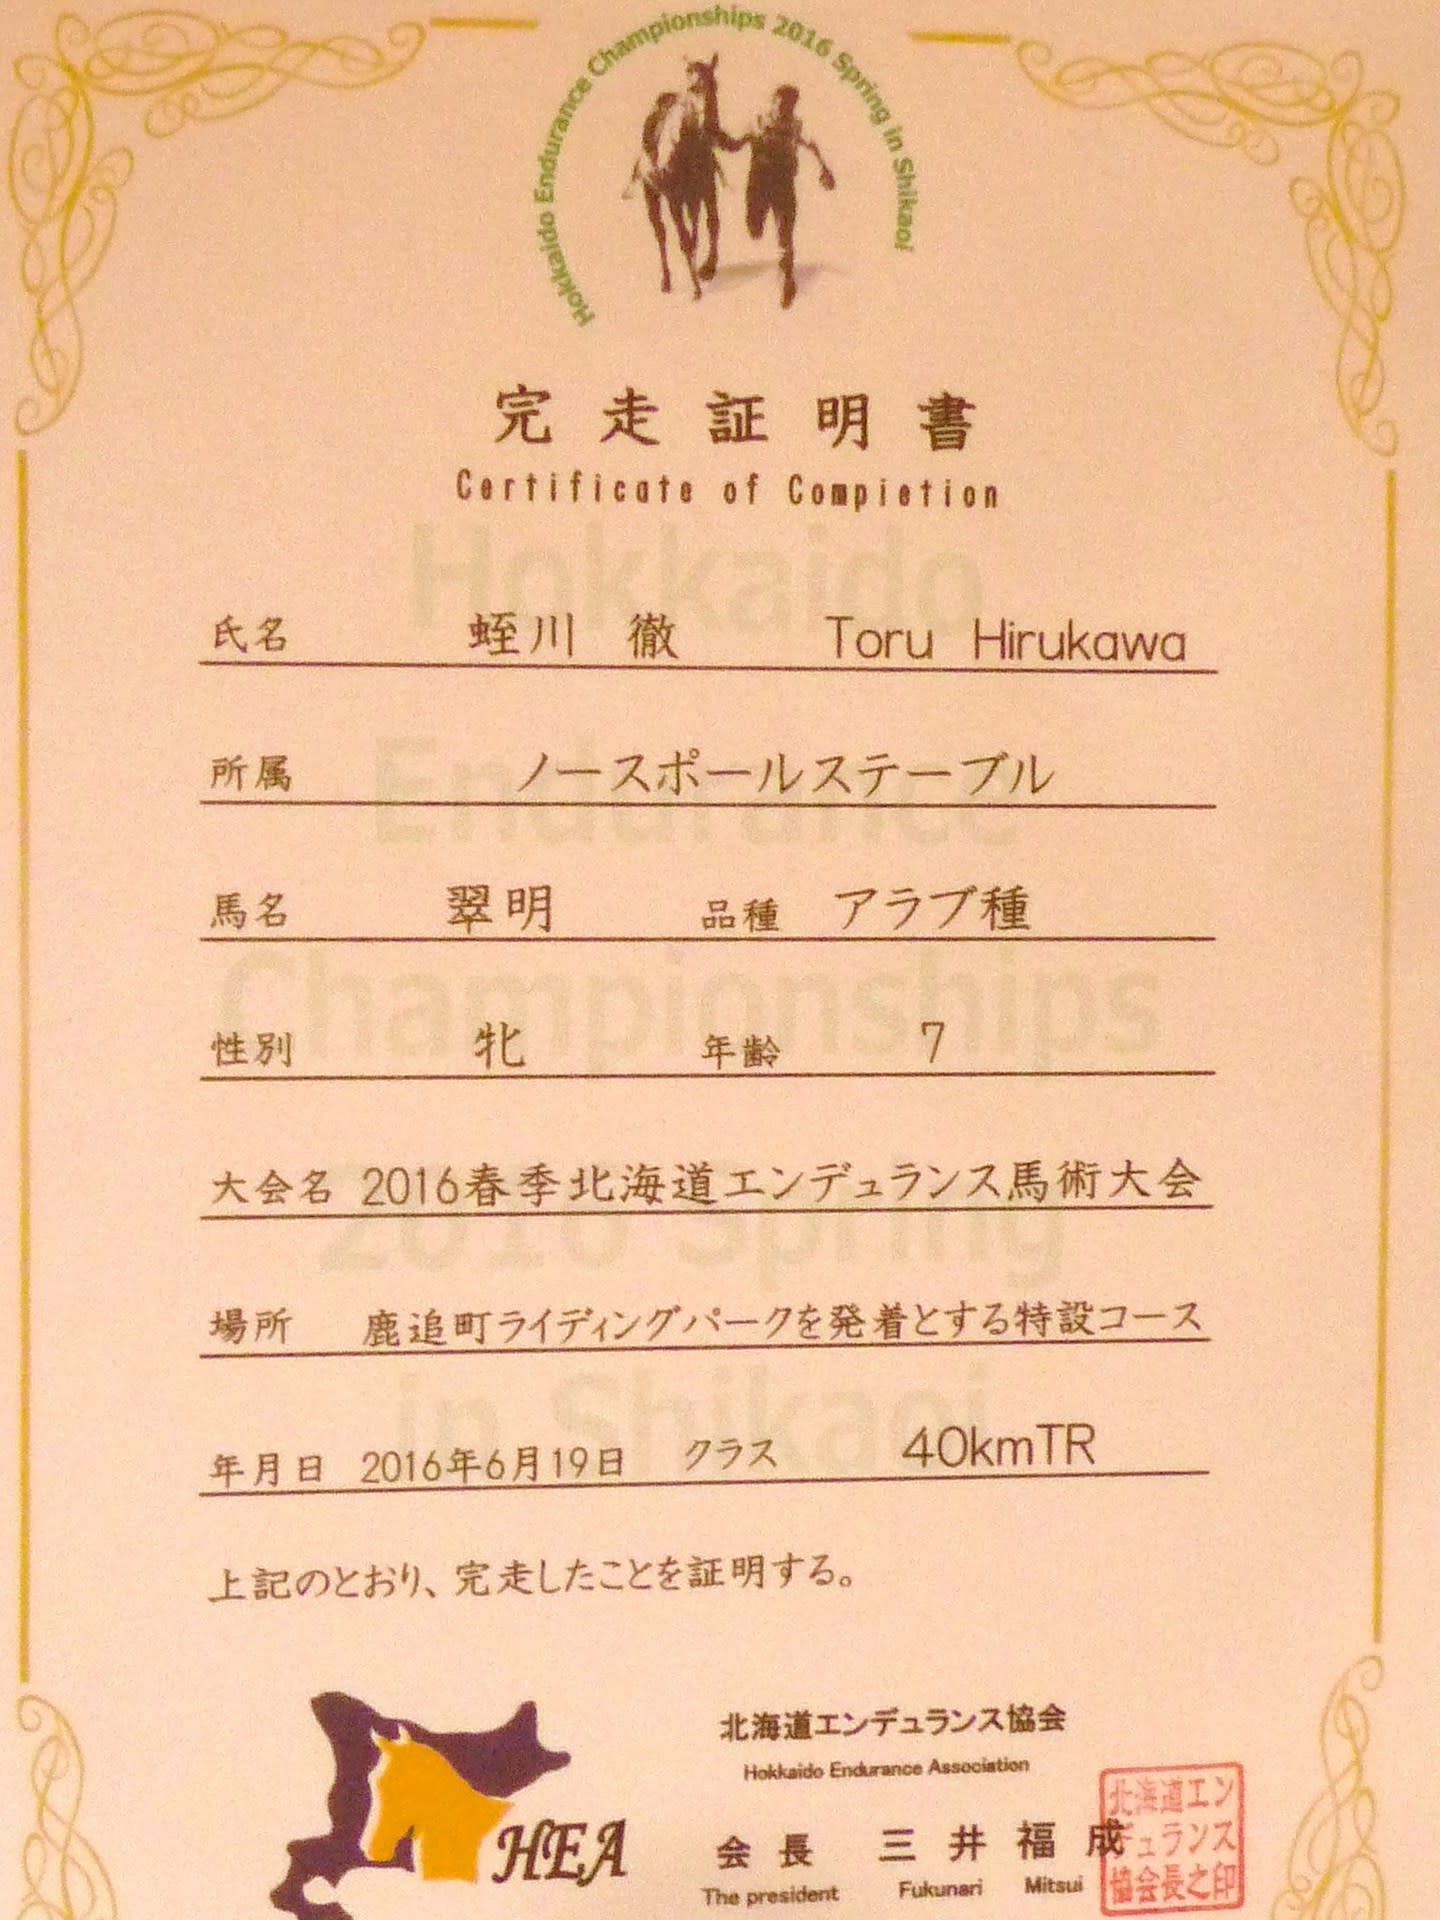 Hokkaido Endurance Championships 2016 Spring in Shikaoi
完走証明書
Certificate of Compietion
氏名 蛭川 徹 Toru Hirukawa
所属 ノースポールステーブル
馬名 翠明 品種 アラブ種
性別 牝 年齢 7
大会名 2016春季北海道エンデュランス馬術大会
場所 鹿追町ライディングパークを発着とする特設コース
年月日 2016年6月19日 クラス 40kmTR
上記のとおり、完走したことを証明する。
Hokkaido
Endurance
Championships
2016 Spring
in Shikaoi
HEA
北海道エンデュランス協会
Hokkaido Endurance Association
会長 三井福成
The president Fukunari Mitsui
北海道エン
デュランス
協会長之印